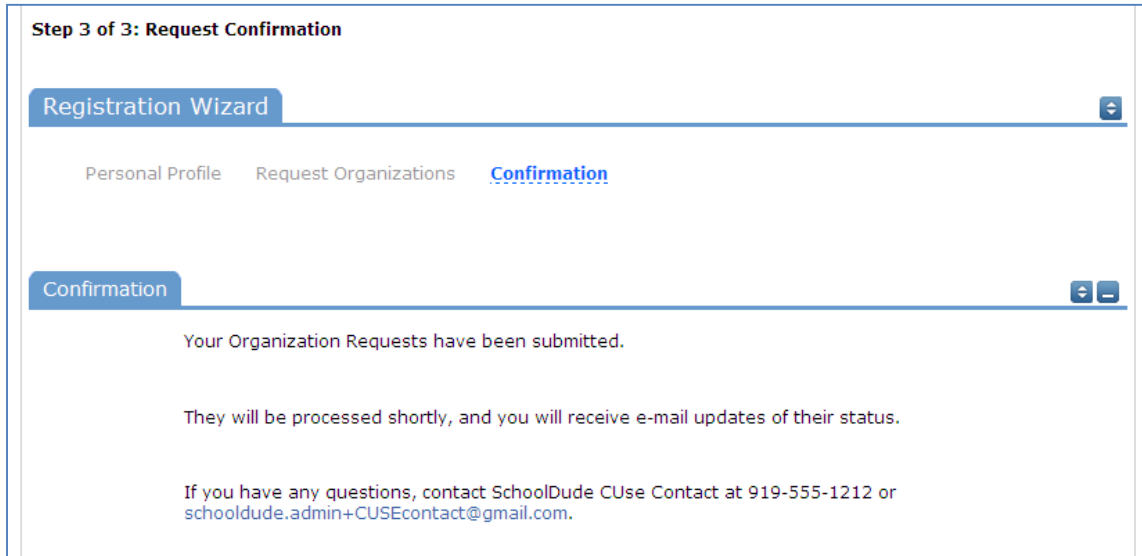 Step 3 of 3: Request Confirmation
Registration Wizard
Personal Profile Request Organizations Confirmation
Confirmation
Your Organization Requests have been submitted.
They will be processed shortly, and you will receive e-mail updates of their status.
If you have any questions, contact SchoolDude CUse Contact at 919-555-1212 or
schooldude.admin+CUSEcontact@gmail.com.